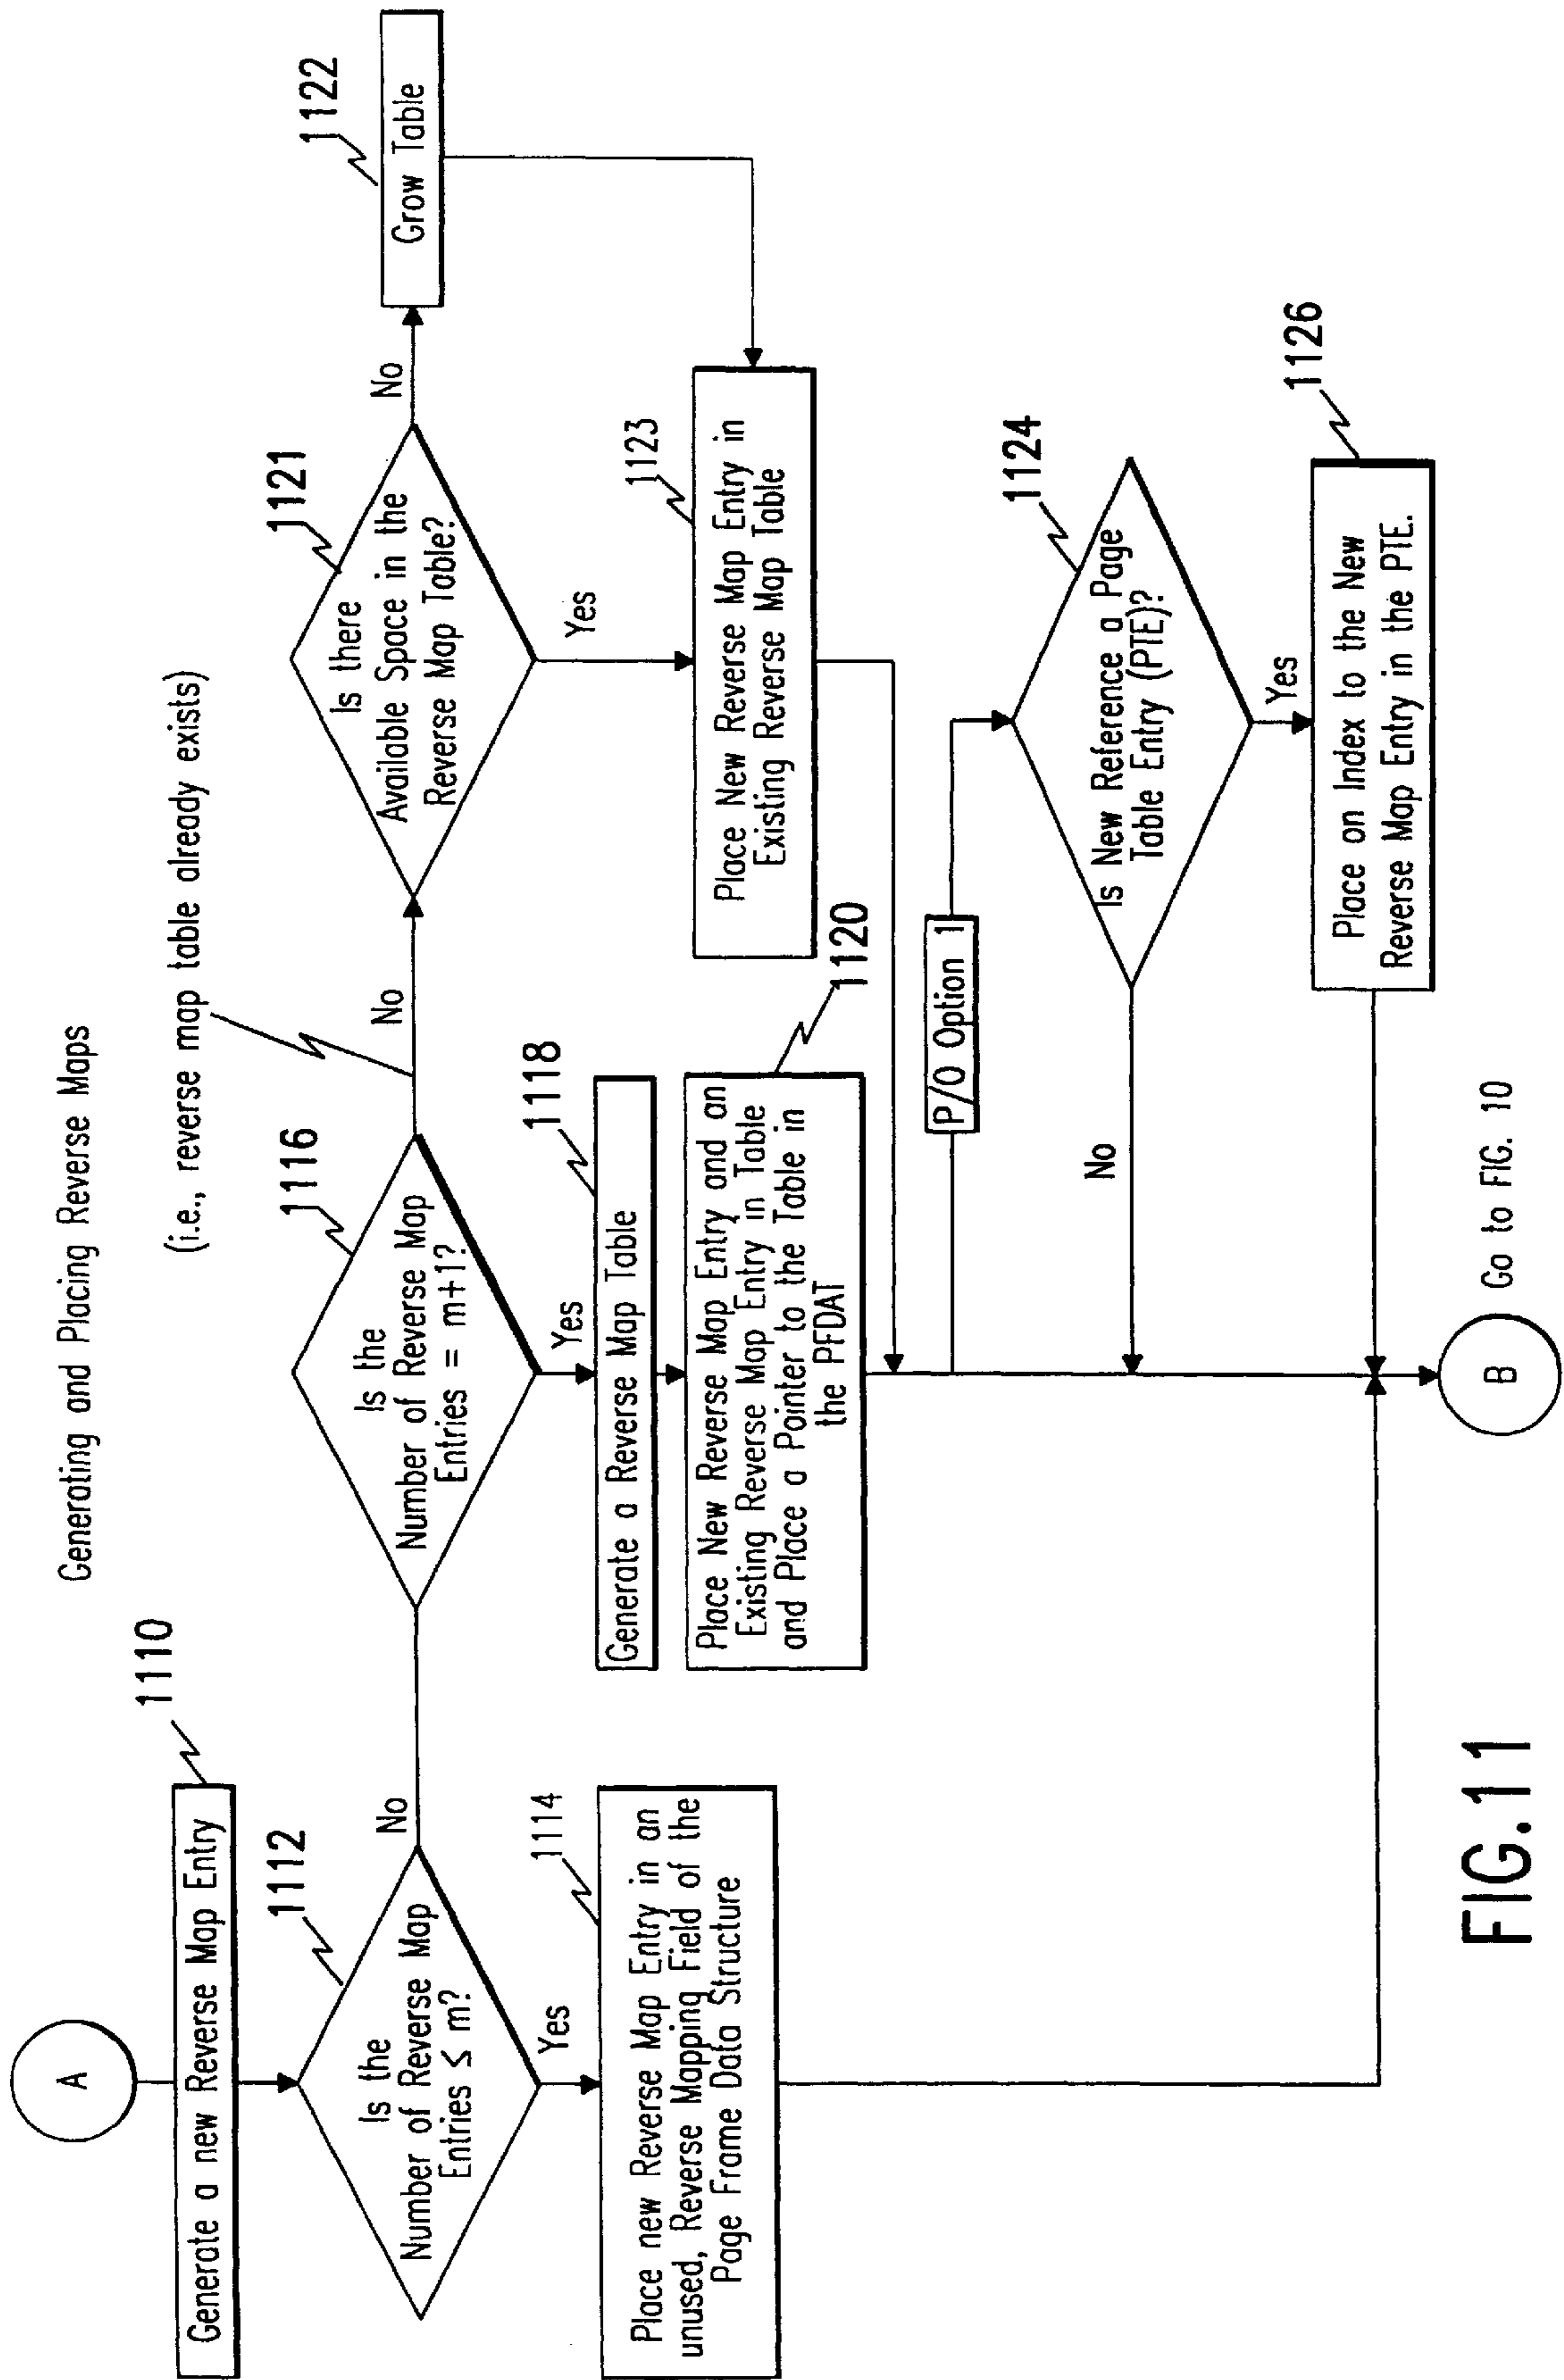 Generating and Placing Reverse Maps
A
1110
Generate a new Reverse Map Entry
1112
Is the
Number of Reverse Map
Entries ≤ m?
No
Yes
1114
Place new Reverse Map Entry in an
unused, Reverse Mapping Field of the
Page Frame Data Structure
1116
Is the
Number of Reverse Map
Entries = m+1?
No
(i.e., reverse map table already exists)
Yes
1118
Generate a Reverse Map Table
1120
Place New Reverse Map Entry and an
Existing Reverse Map Entry in Table
and Place a Pointer to the Table in
the PFDAT
1121
Is there
Available Space in the
Reverse Map Table?
No
Yes
1122
Grow Table
1123
Place New Reverse Map Entry in
Existing Reverse Map Table
P/O Option 1
1124
Is New Reference a Page
Table Entry (PTE)?
No
Yes
1126
Place on Index to the New
Reverse Map Entry in the PTE.
B
Go to FIG. 10
FIG.11